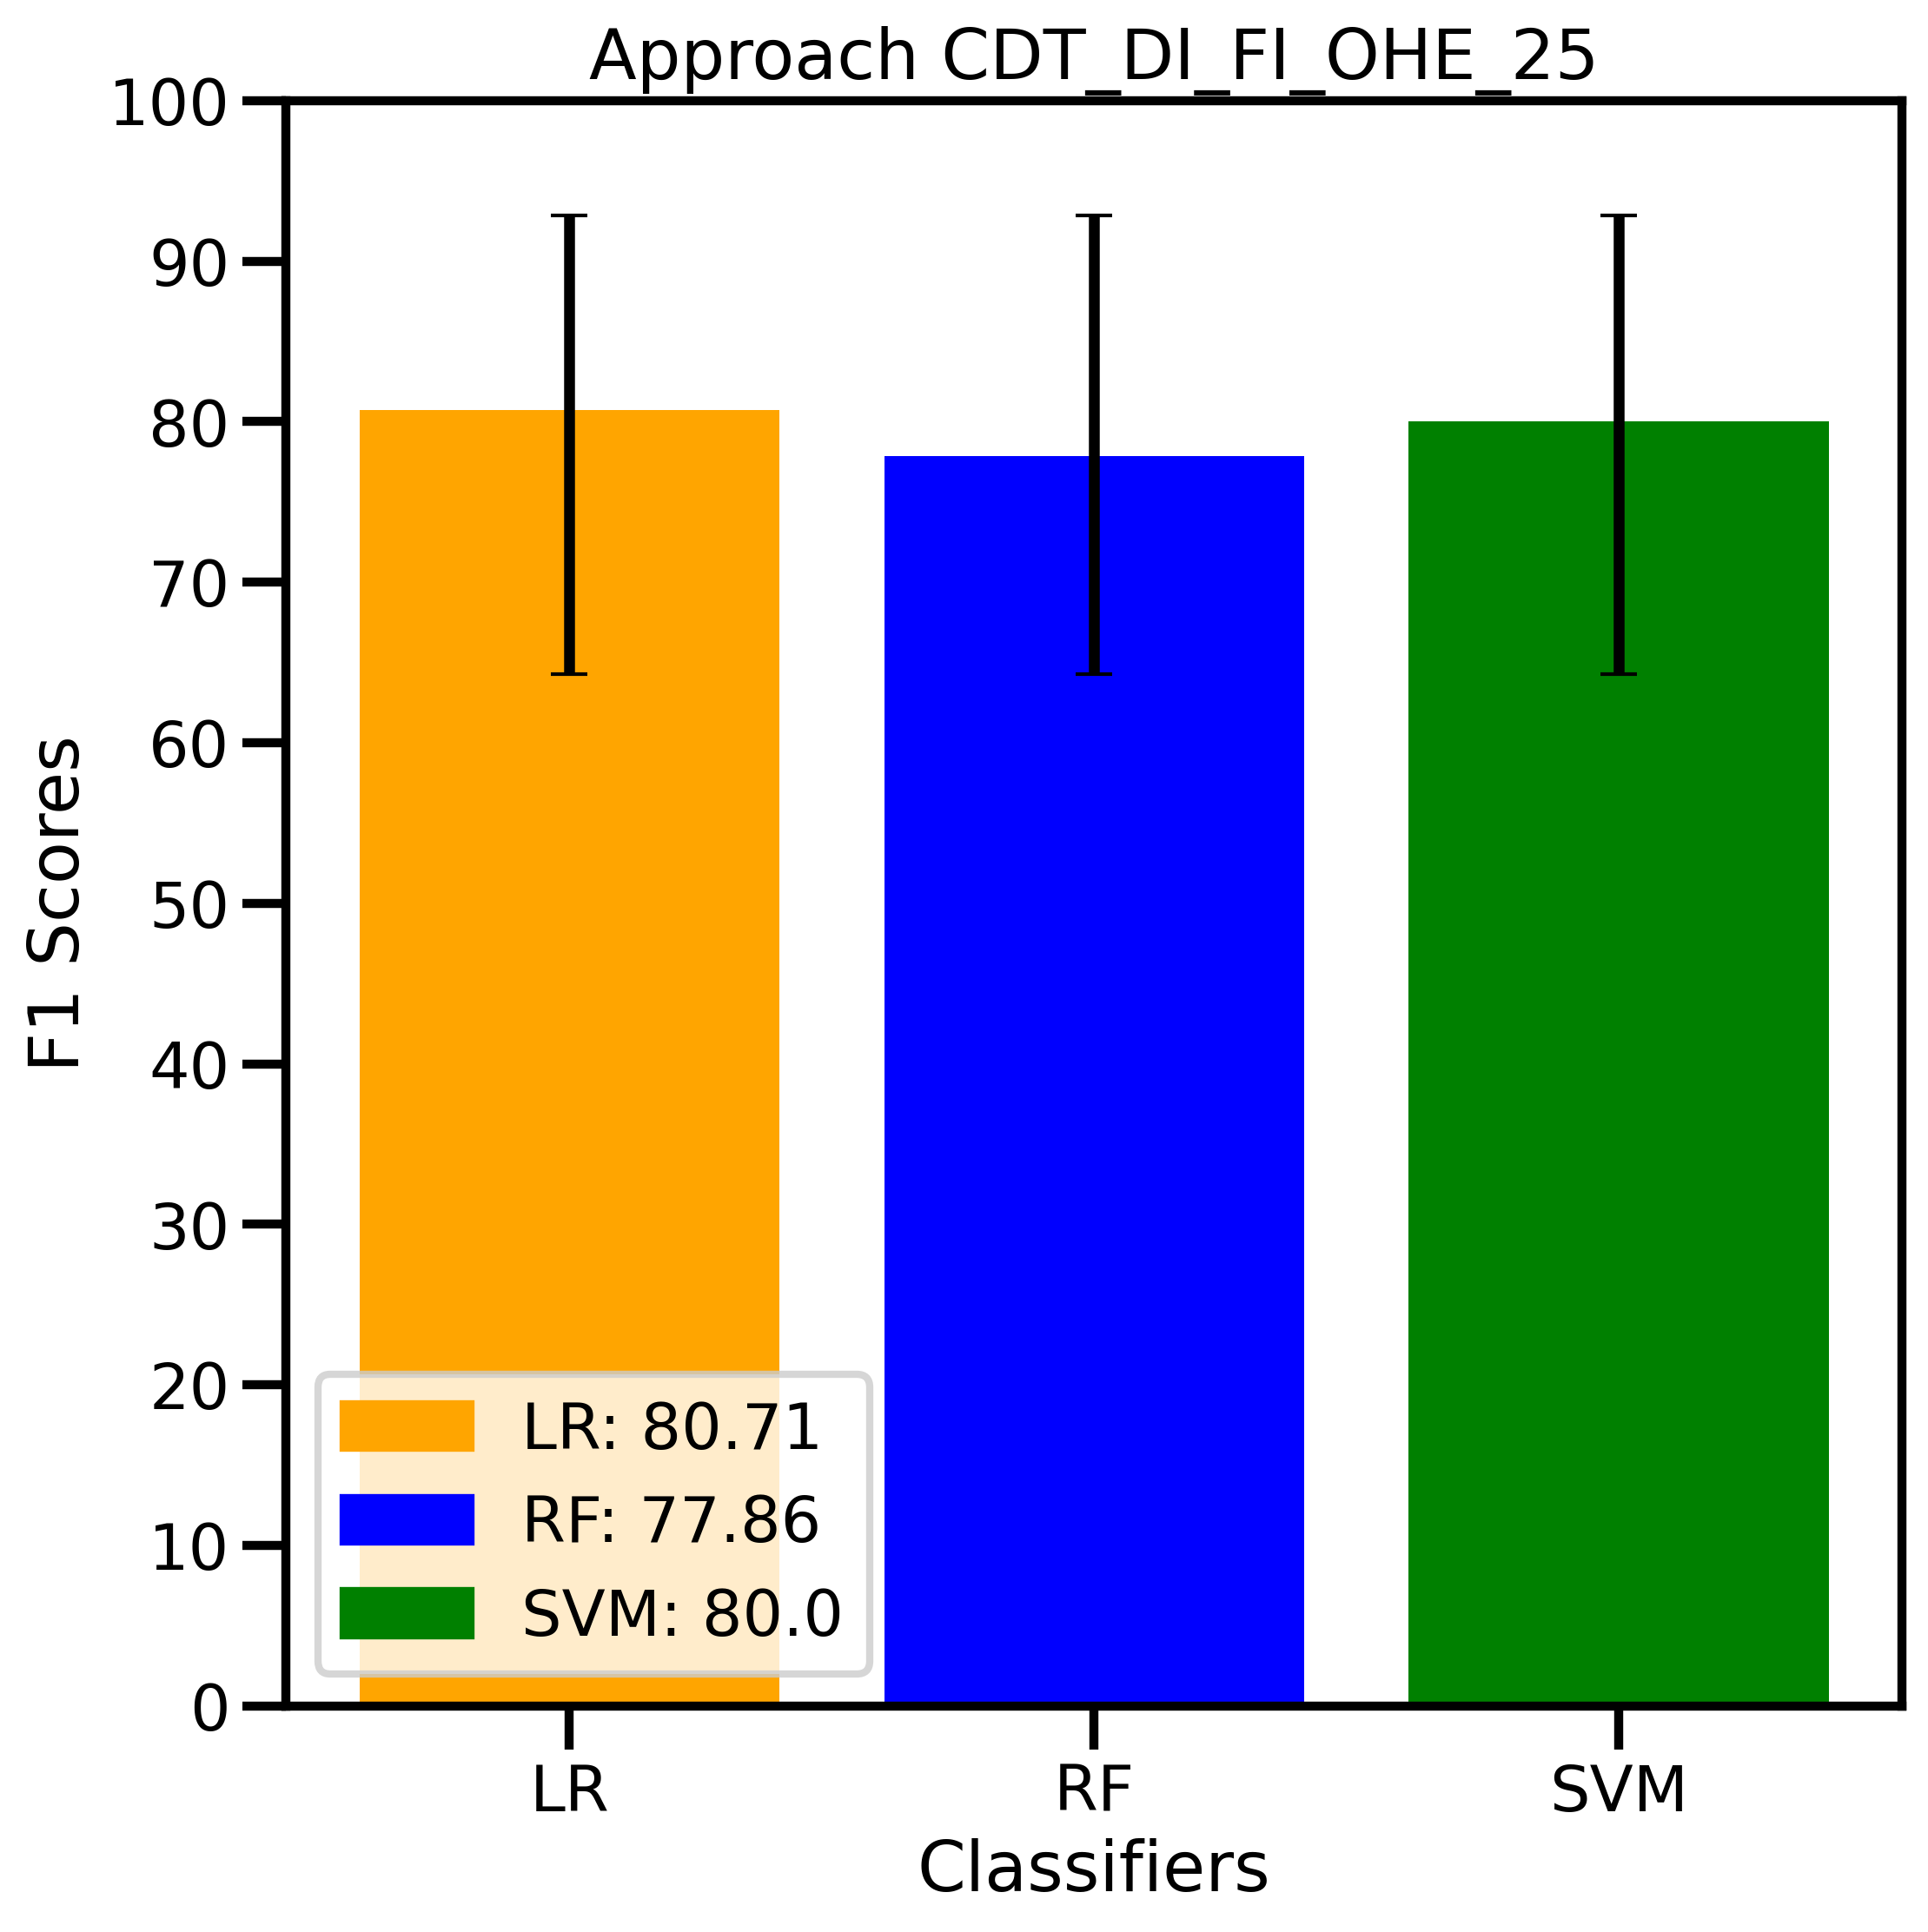 Approach CDT_DI_FI_OHE_25
100
90
80
70
60
50
40
30
20
10
0
F1 Scores
LR: 80.71
RF: 77.86
SVM: 80.0
LR RF SVM
Classifiers